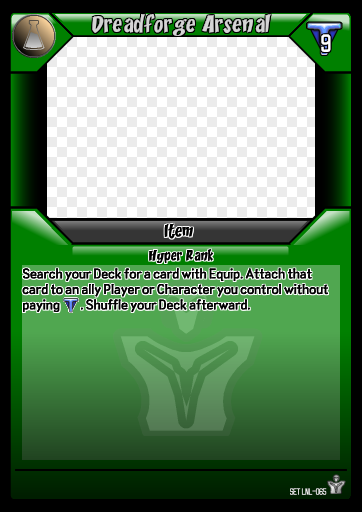 Dreadforge Arsenal
9
Item
Hyper Rank
Search your Deck for a card with Equip. Attach that
card to an ally Player or Character you control without
paying . Shuffle your Deck afterward.
SET LNL-065